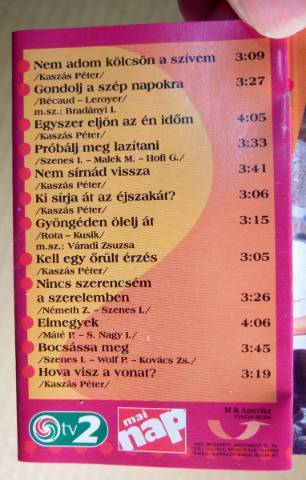 Nem adom kölcsön a szívem 3:09
/Kaszás Péter/
Gondolj a szép napokra 3:27
/Bécaud – Leroyer/
m.sz.: Bradányi I.
Egyszer eljön az én időm 4:05
/Kaszás Péter/
Próbálj meg lazítani 3:33
/Szenes I. – Malek M. – Hofi G./
Nem sírnád vissza 3:41
/Kaszás Péter/
Ki sírja át az éjszakát? 3:06
/Kaszás Péter/
Gyöngéden ölelj át 3:15
/Rota – Kusik/
m.sz.: Váradi Zsuzsa
Kell egy őrült érzés 3:05
/Kaszás Péter/
Nincs szerencsém
a szerelemben 3:26
/Németh Z. – Szenes I./
Elmegyek 4:06
/Máté P. – S. Nagy I./
Bocsássa meg 3:45
/Szenes I. – Wolf P. – Kovács Zs./
Hova visz a vonat? 3:19
/Kaszás Péter/
tv2
mai
nap
M & Amerika